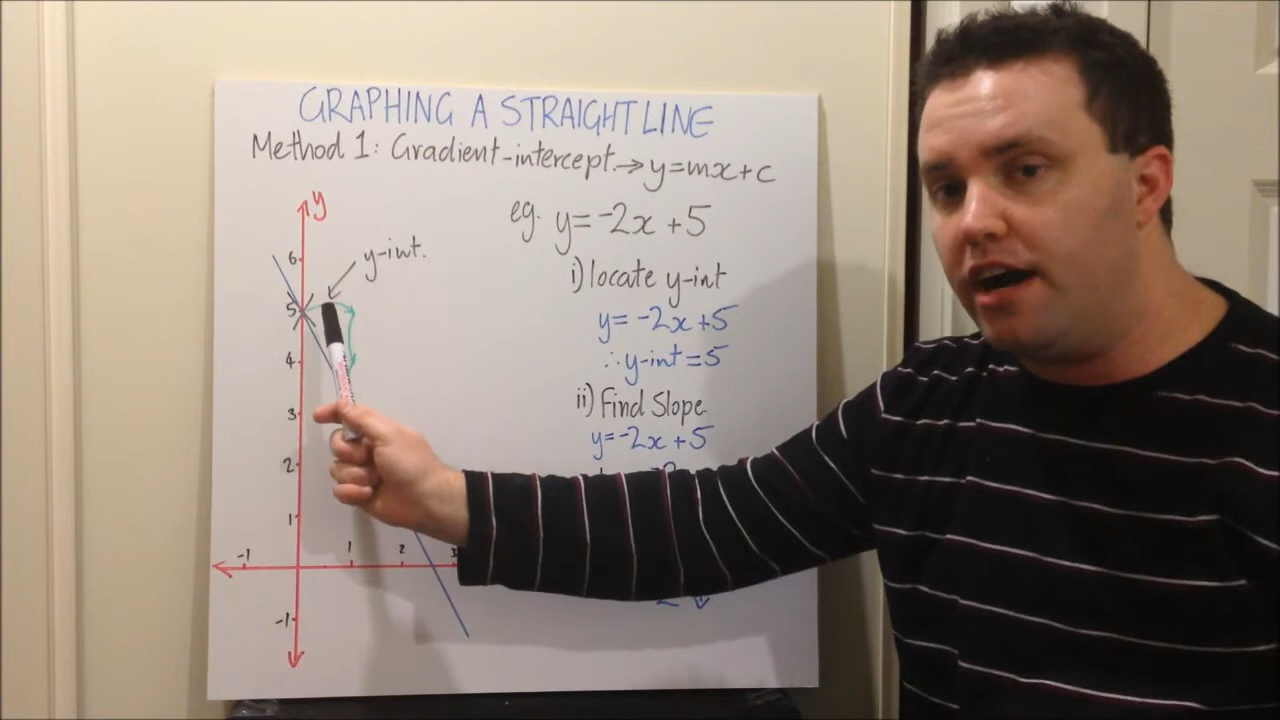 GRAPHING A STRAIGHT LINE
Method 1: Gradient-intercept.→y=mx+c
y
6
y-int.
5
4
3
2
1
-1 1 2 3
-1
eg. y=-2x+5
i) locate y-int
y=-2x+5
∴y-int=5
ii) Find Slope.
y=-2x+5